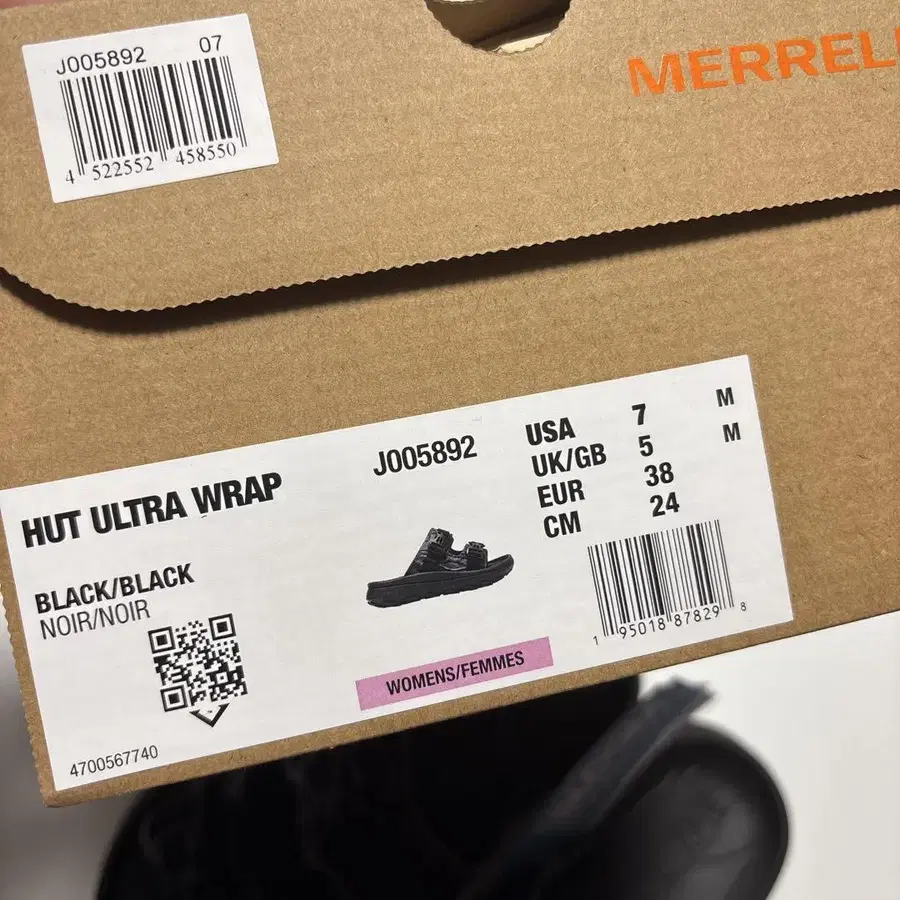 J005892 07
4 522552 458550
MERRELL
HUT ULTRA WRAP
J005892
USA 7 M
UK/GB 5 M
EUR 38
CM 24
BLACK/BLACK
NOIR/NOIR
1 95018 87829 8
WOMENS/FEMMES
4700567740